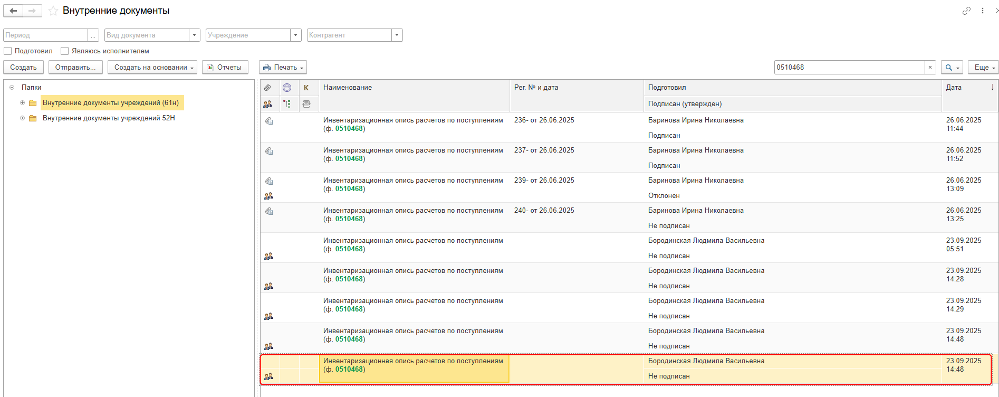 Внутренние документы
Период ... Вид документа Учреждение Контрагент
Подготовил Являюсь исполнителем
Создать Отправить... Создать на основании Отчеты Печать 0510468 × Еще
Папки
Внутренние документы учреждений (61н)
Внутренние документы учреждений 52Н
К Наименование Рег. № и дата Подготовил Дата ↓
Подписан (утвержден)
Инвентаризационная опись расчетов по поступлениям 236- от 26.06.2025 Баринова Ирина Николаевна 26.06.2025
(ф. 0510468) 11:44
Подписан
Инвентаризационная опись расчетов по поступлениям 237- от 26.06.2025 Баринова Ирина Николаевна 26.06.2025
(ф. 0510468) 11:52
Подписан
Инвентаризационная опись расчетов по поступлениям 239- от 26.06.2025 Баринова Ирина Николаевна 26.06.2025
(ф. 0510468) 13:09
Отклонен
Инвентаризационная опись расчетов по поступлениям 240- от 26.06.2025 Баринова Ирина Николаевна 26.06.2025
(ф. 0510468) 13:25
Не подписан
Инвентаризационная опись расчетов по поступлениям Бородинская Людмила Васильевна 23.09.2025
(ф. 0510468) 05:51
Не подписан
Инвентаризационная опись расчетов по поступлениям Бородинская Людмила Васильевна 23.09.2025
(ф. 0510468) 14:28
Не подписан
Инвентаризационная опись расчетов по поступлениям Бородинская Людмила Васильевна 23.09.2025
(ф. 0510468) 14:29
Не подписан
Инвентаризационная опись расчетов по поступлениям Бородинская Людмила Васильевна 23.09.2025
(ф. 0510468) 14:48
Не подписан
Инвентаризационная опись расчетов по поступлениям Бородинская Людмила Васильевна 23.09.2025
(ф. 0510468) 14:48
Не подписан